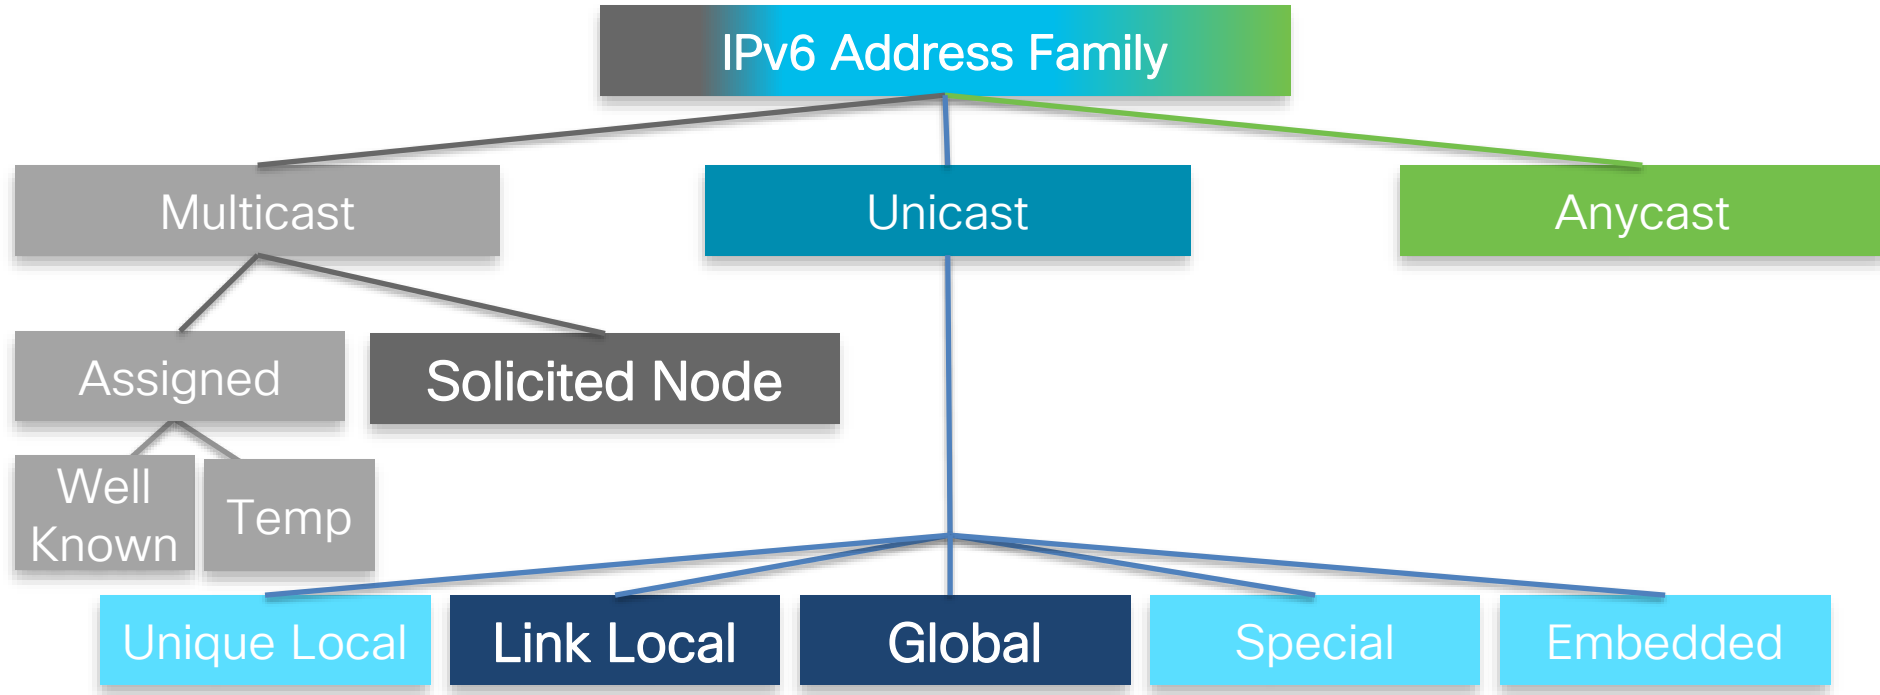 IPv6 Address Family
Multicast
Unicast
Anycast
Assigned
Solicited Node
Well
Known
Temp
Unique Local
Link Local
Global
Special
Embedded